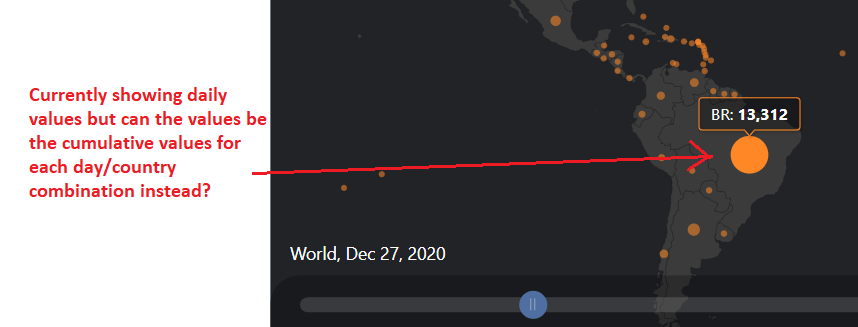 Currently showing daily
values but can the values be
the cumulative values for
each day/country
combination instead?
BR: 13,312
World, Dec 27, 2020